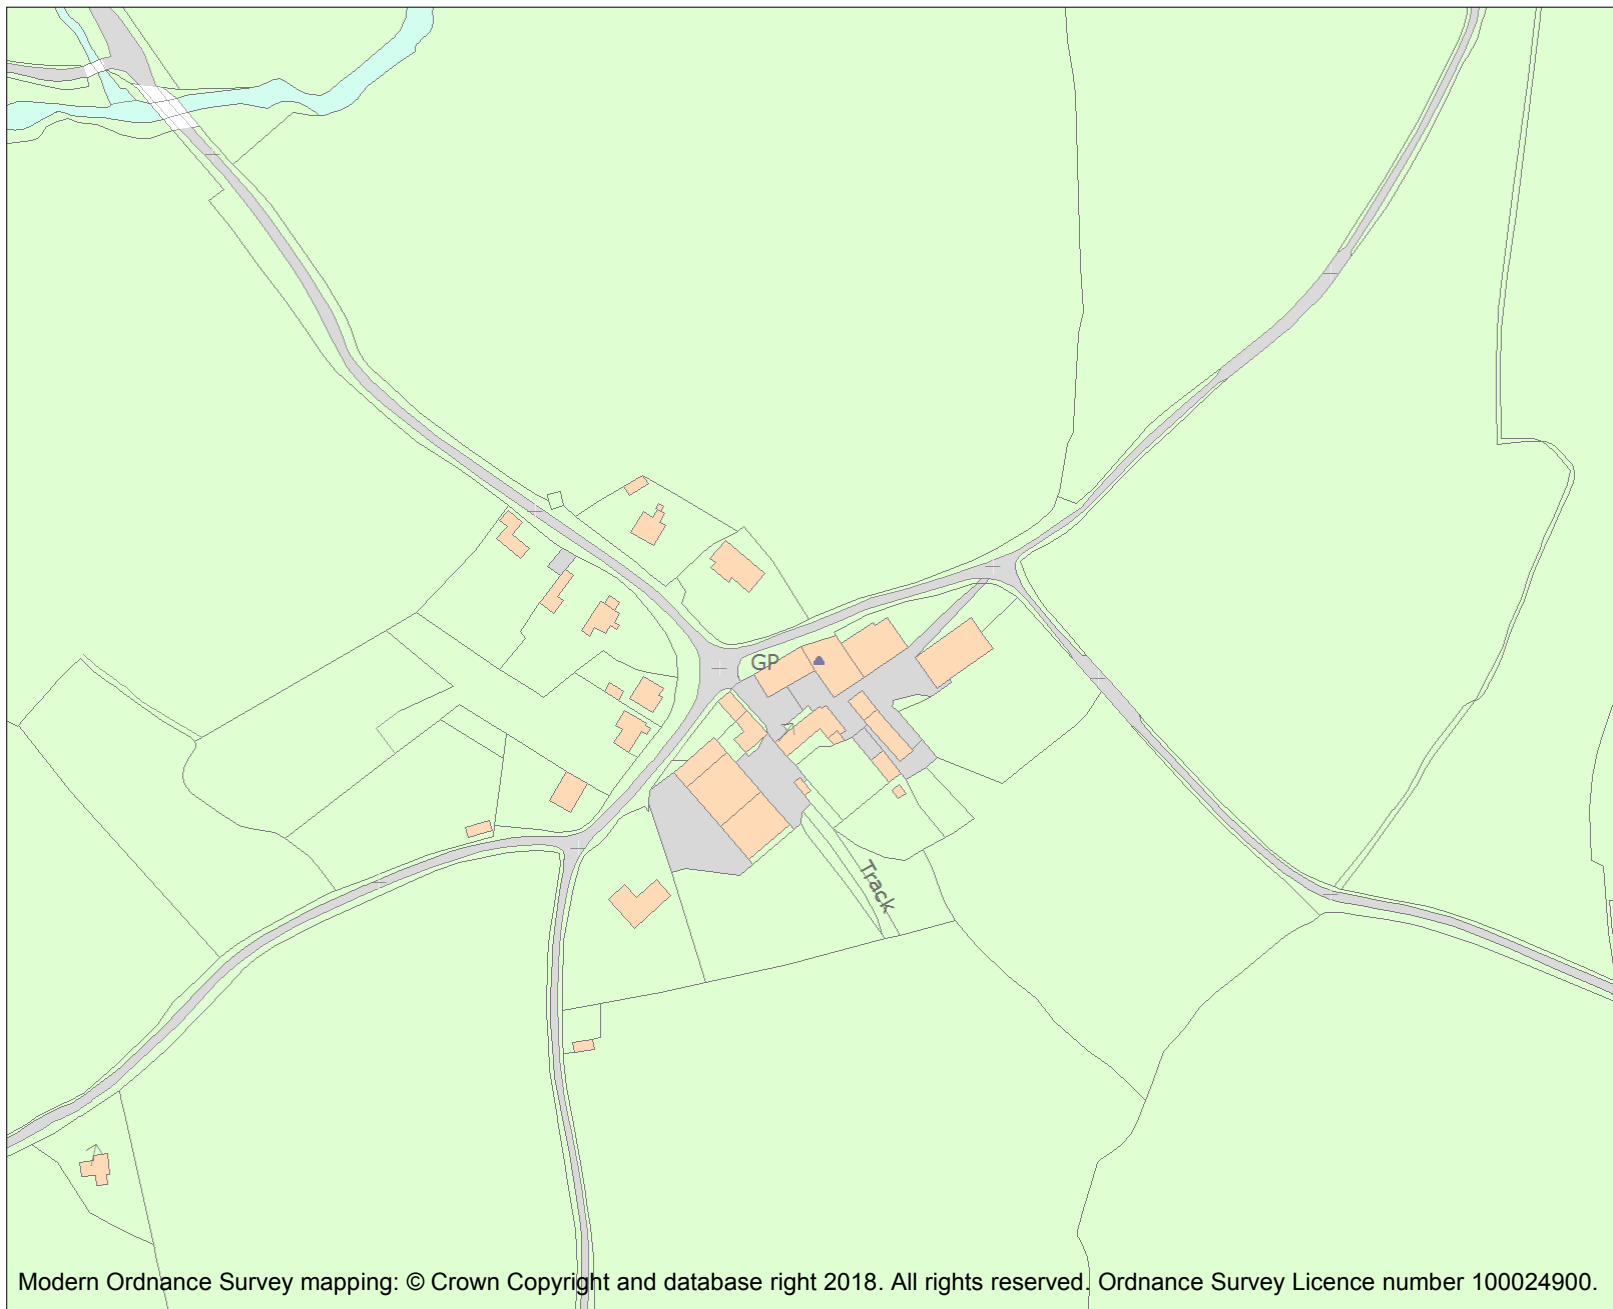 GP
Track
Modern Ordnance Survey mapping: © Crown Copyright and database right 2018. All rights reserved. Ordnance Survey Licence number 100024900.